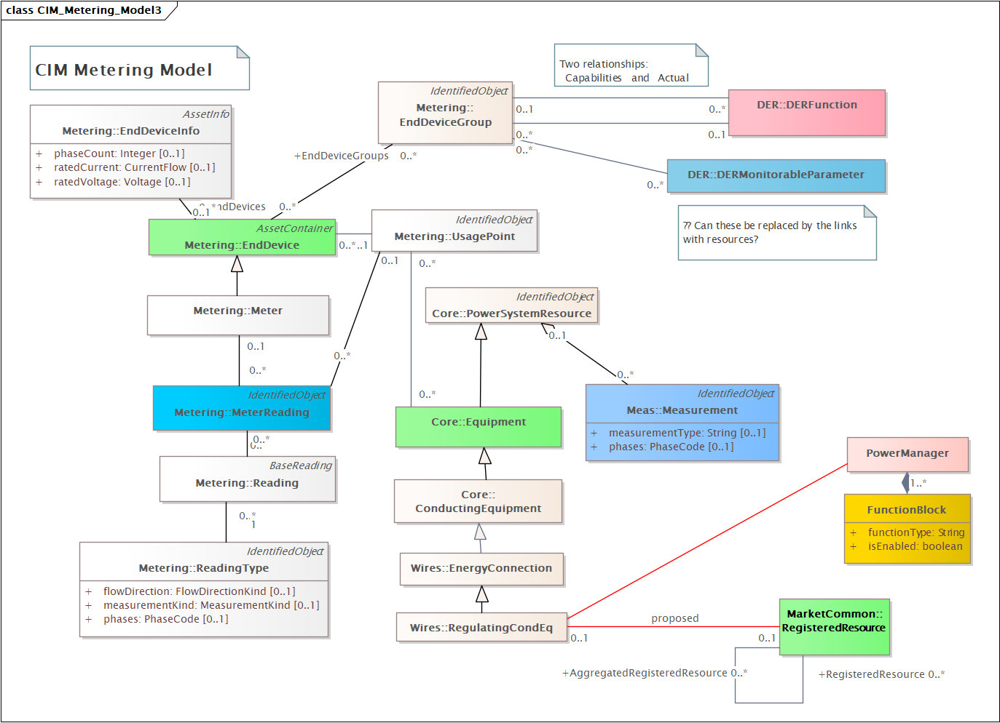 class CIM_Metering_Model3
CIM Metering Model
Two relationships:
Capabilities and Actual
IdentifiedObject
Metering::
EndDeviceGroup
0..1
0..*
DER::DERFunction
0..*
0..1
0..*
0..*
DER::DERMonitorableParameter
AssetInfo
Metering::EndDeviceInfo
+ phaseCount: Integer [0..1]
+ ratedCurrent: CurrentFlow [0..1]
+ ratedVoltage: Voltage [0..1]
+EndDeviceGroups 0..*
0..1
0..*
?? Can these be replaced by the links
with resources?
AssetContainer
Metering::EndDevice
0..*
..1
IdentifiedObject
Metering::UsagePoint
0..1
0..*
IdentifiedObject
Core::PowerSystemResource
0..1
0..*
Metering::Meter
0..1
0..*
0..*
IdentifiedObject
Metering::MeterReading
0..*
0..
BaseReading
Metering::Reading
0..*
1
IdentifiedObject
Metering::ReadingType
+ flowDirection: FlowDirectionKind [0..1]
+ measurementKind: MeasurementKind [0..1]
+ phases: PhaseCode [0..1]
0..*
Core::Equipment
Core::
ConductingEquipment
Wires::EnergyConnection
Wires::RegulatingCondEq
IdentifiedObject
Meas::Measurement
+ measurementType: String [0..1]
+ phases: PhaseCode [0..1]
PowerManager
1..*
FunctionBlock
+ functionType: String
+ isEnabled: boolean
proposed
0..1
0..1
MarketCommon::
RegisteredResource
+AggregatedRegisteredResource 0..*
+RegisteredResource 0..*